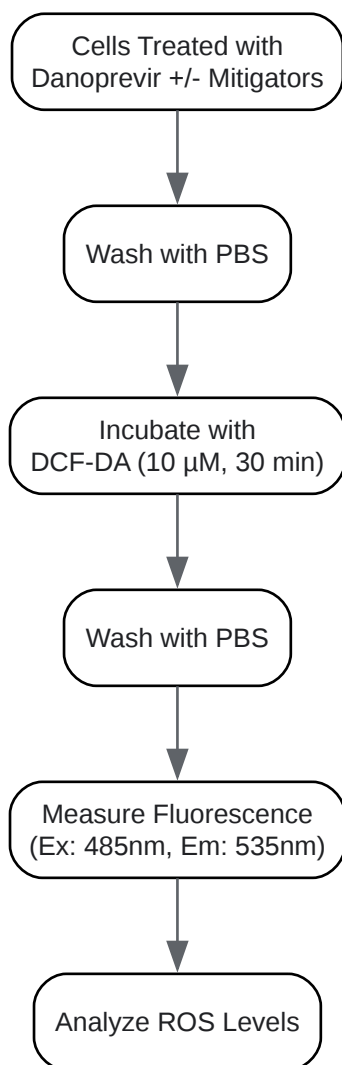 Cells Treated with
Danoprevir +/- Mitigators
Wash with PBS
Incubate with
DCF-DA (10 µM, 30 min)
Wash with PBS
Measure Fluorescence
(Ex: 485nm, Em: 535nm)
Analyze ROS Levels